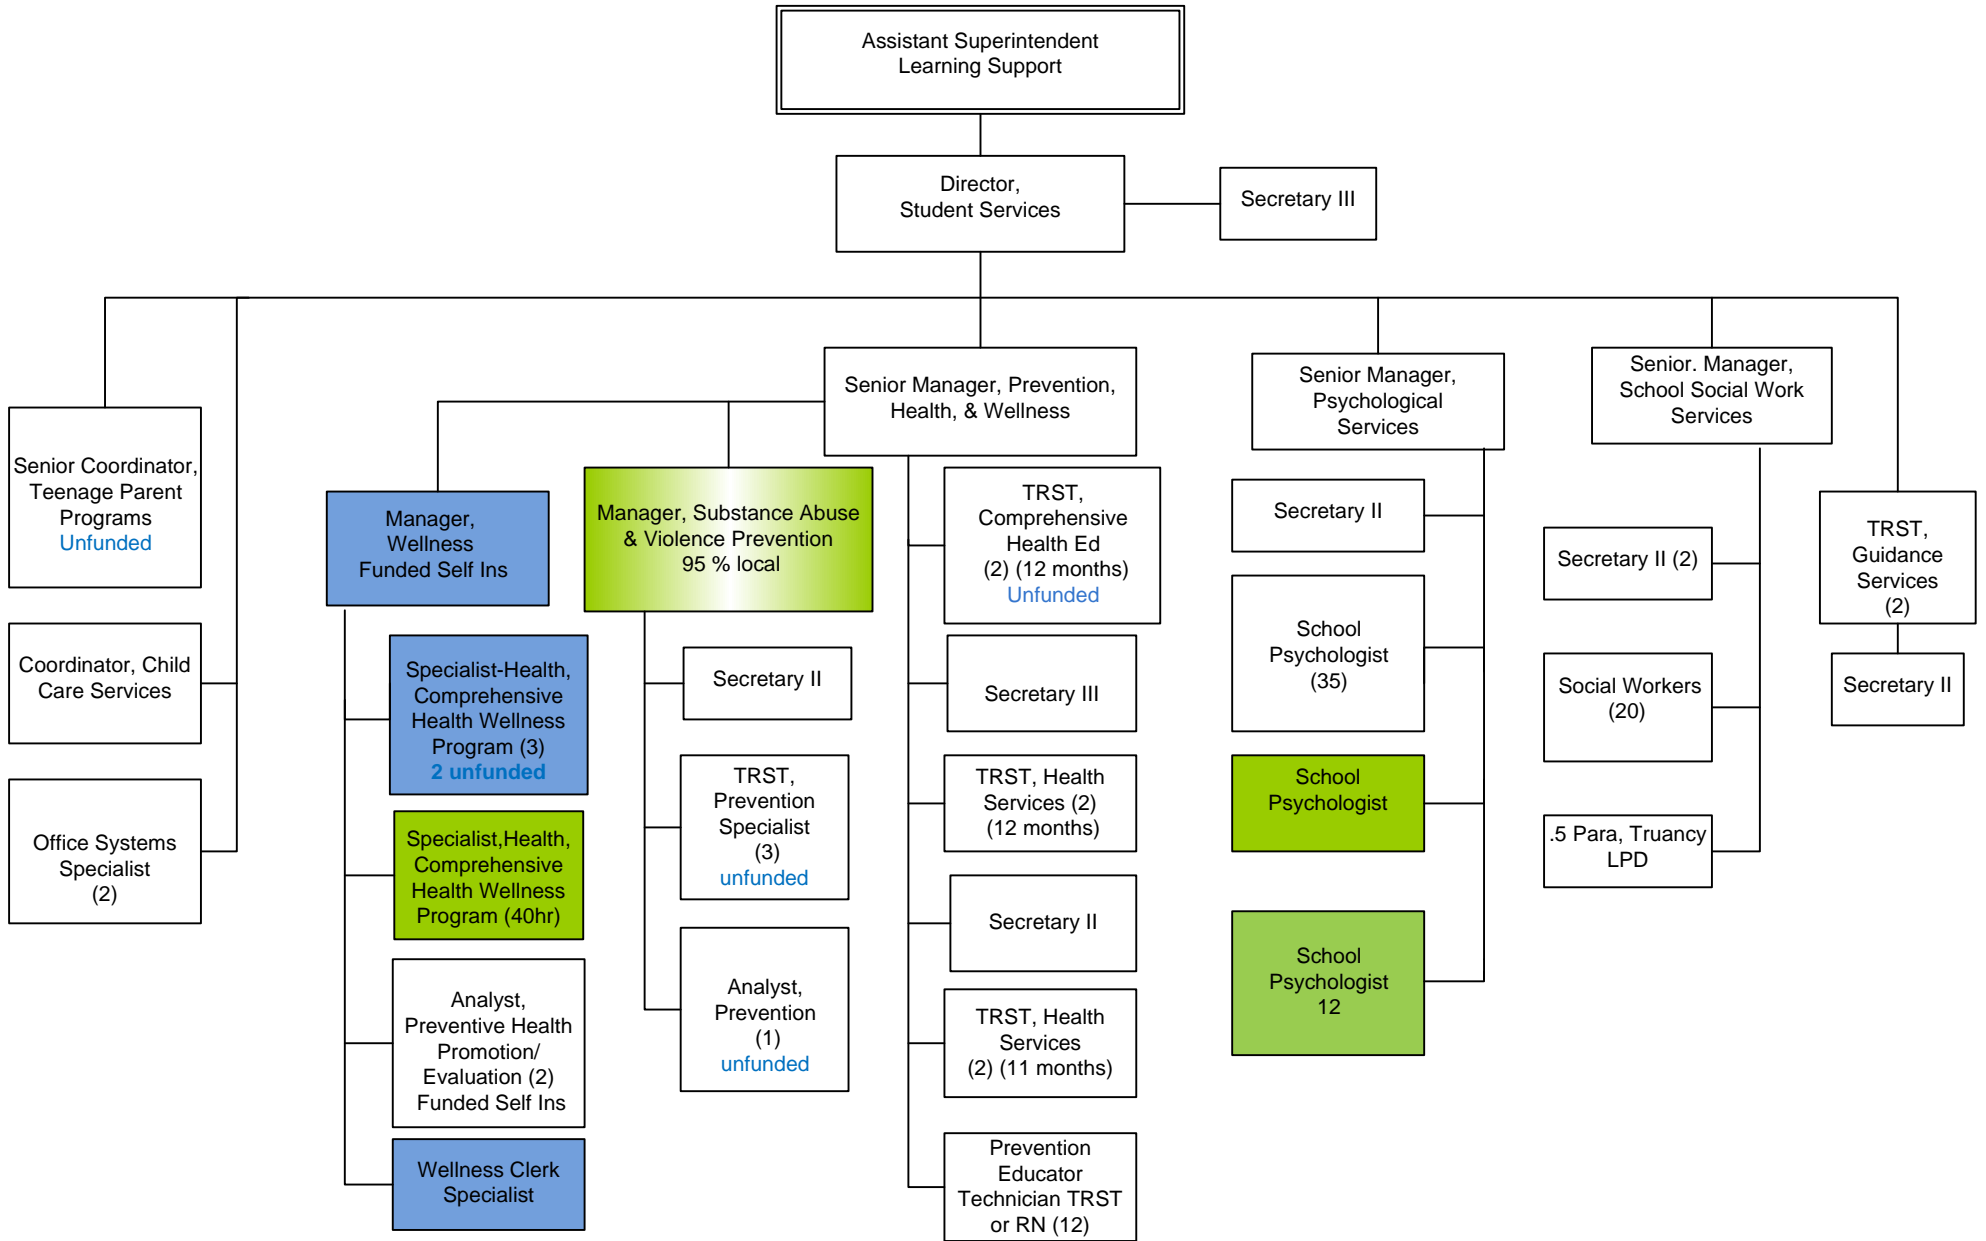 Assistant Superintendent
Learning Support
Director,
Student Services
Secretary III
Senior Coordinator,
Teenage Parent
Programs
Unfunded
Coordinator, Child
Care Services
Office Systems
Specialist
(2)
Senior Manager, Prevention,
Health, & Wellness
Manager,
Wellness
Funded Self Ins
Specialist-Health,
Comprehensive
Health Wellness
Program (3)
2 unfunded
Specialist,Health,
Comprehensive
Health Wellness
Program (40hr)
Analyst,
Preventive Health
Promotion/
Evaluation (2)
Funded Self Ins
Wellness Clerk
Specialist
Manager, Substance Abuse
& Violence Prevention
95 % local
Secretary II
TRST,
Prevention
Specialist
(3)
unfunded
Analyst,
Prevention
(1)
unfunded
TRST,
Comprehensive
Health Ed
(2) (12 months)
Unfunded
Secretary III
TRST, Health
Services (2)
(12 months)
Secretary II
TRST, Health
Services
(2) (11 months)
Prevention
Educator
Technician TRST
or RN (12)
Senior Manager,
Psychological
Services
Secretary II
School
Psychologist
(35)
School
Psychologist
School
Psychologist
12
Senior. Manager,
School Social Work
Services
Secretary II (2)
Social Workers
(20)
.5 Para, Truancy
LPD
TRST,
Guidance
Services
(2)
Secretary II